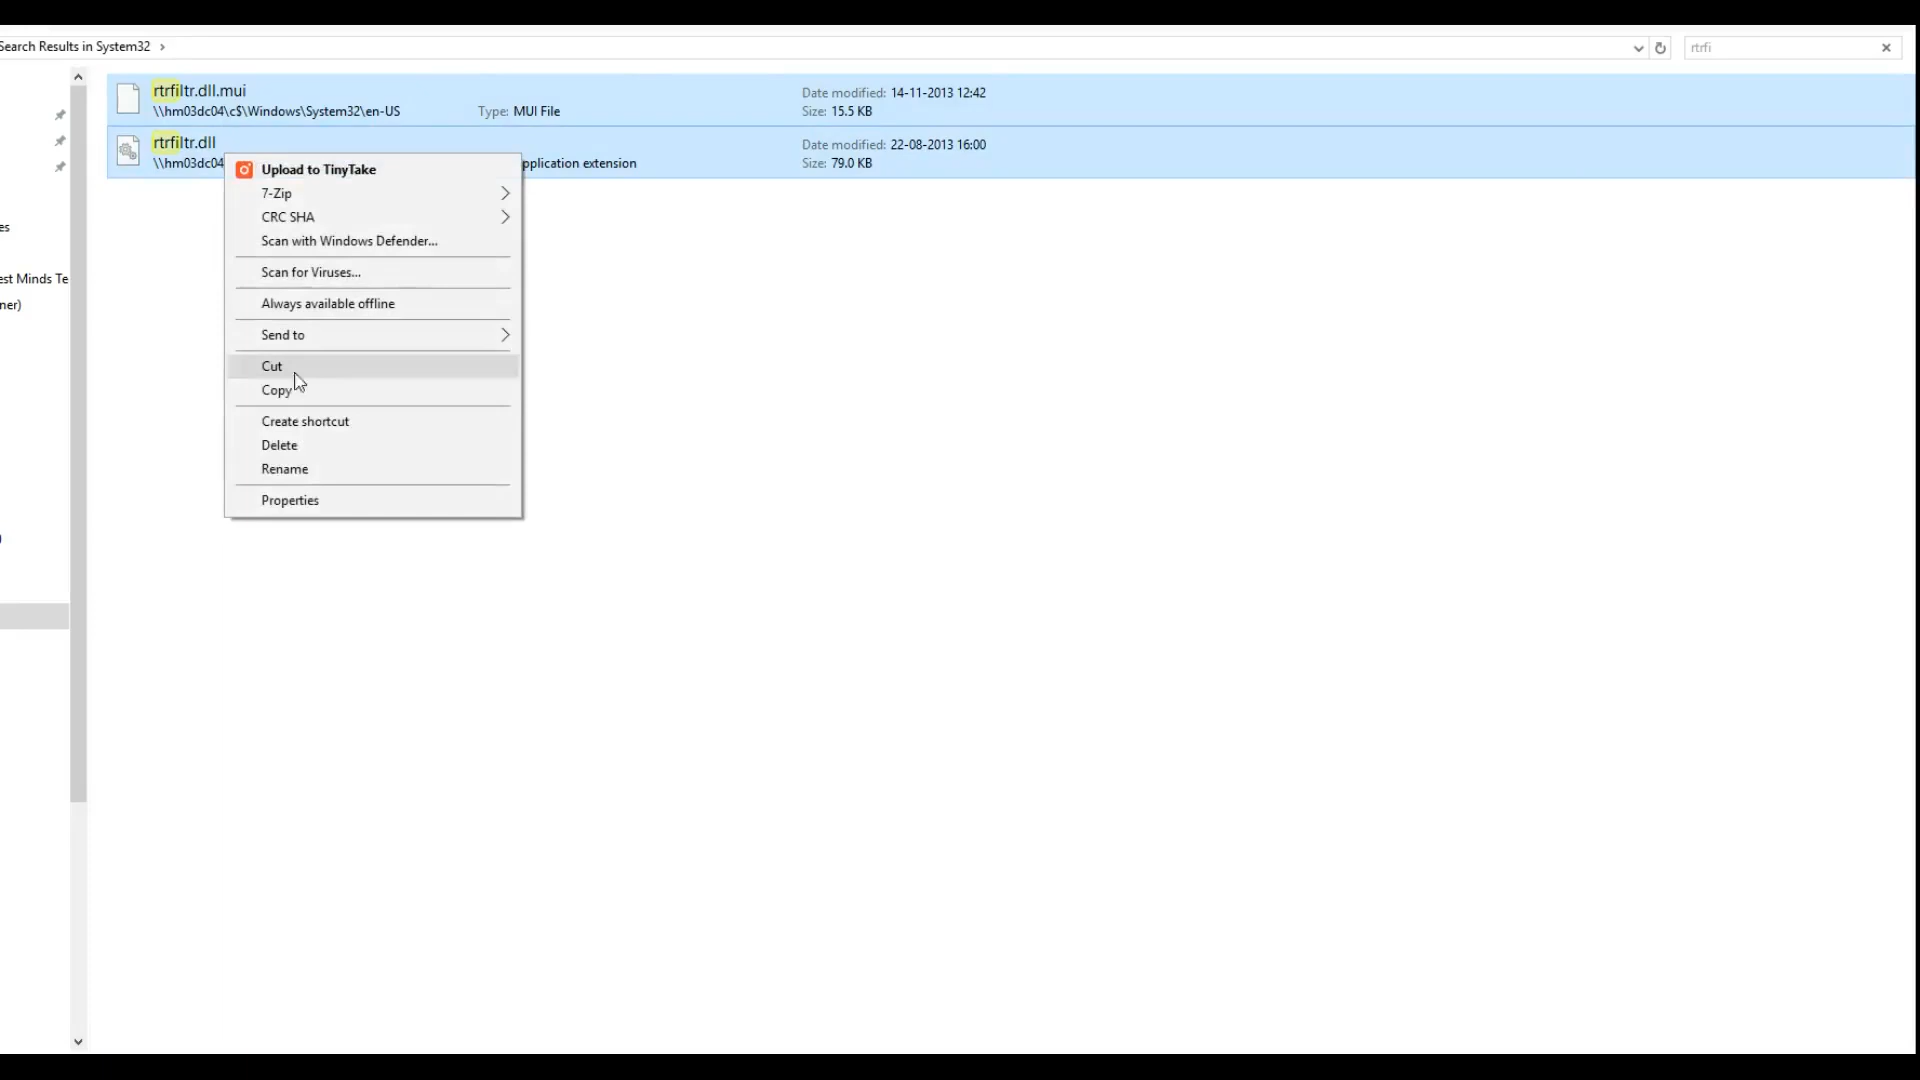 Search Results in System32 >
rtrfi
rtrfiltr.dll.mui
\\hm03dc04\c$\Windows\System32\en-US
Type: MUI File
Date modified: 14-11-2013 12:42
Size: 15.5 KB
rtrfiltr.dll
\\hm03dc04
pplication extension
Date modified: 22-08-2013 16:00
Size: 79.0 KB
es
est Minds Te
ner)
)
Upload to TinyTake
7-Zip
CRC SHA
Scan with Windows Defender...
Scan for Viruses...
Always available offline
Send to
Cut
Copy
Create shortcut
Delete
Rename
Properties